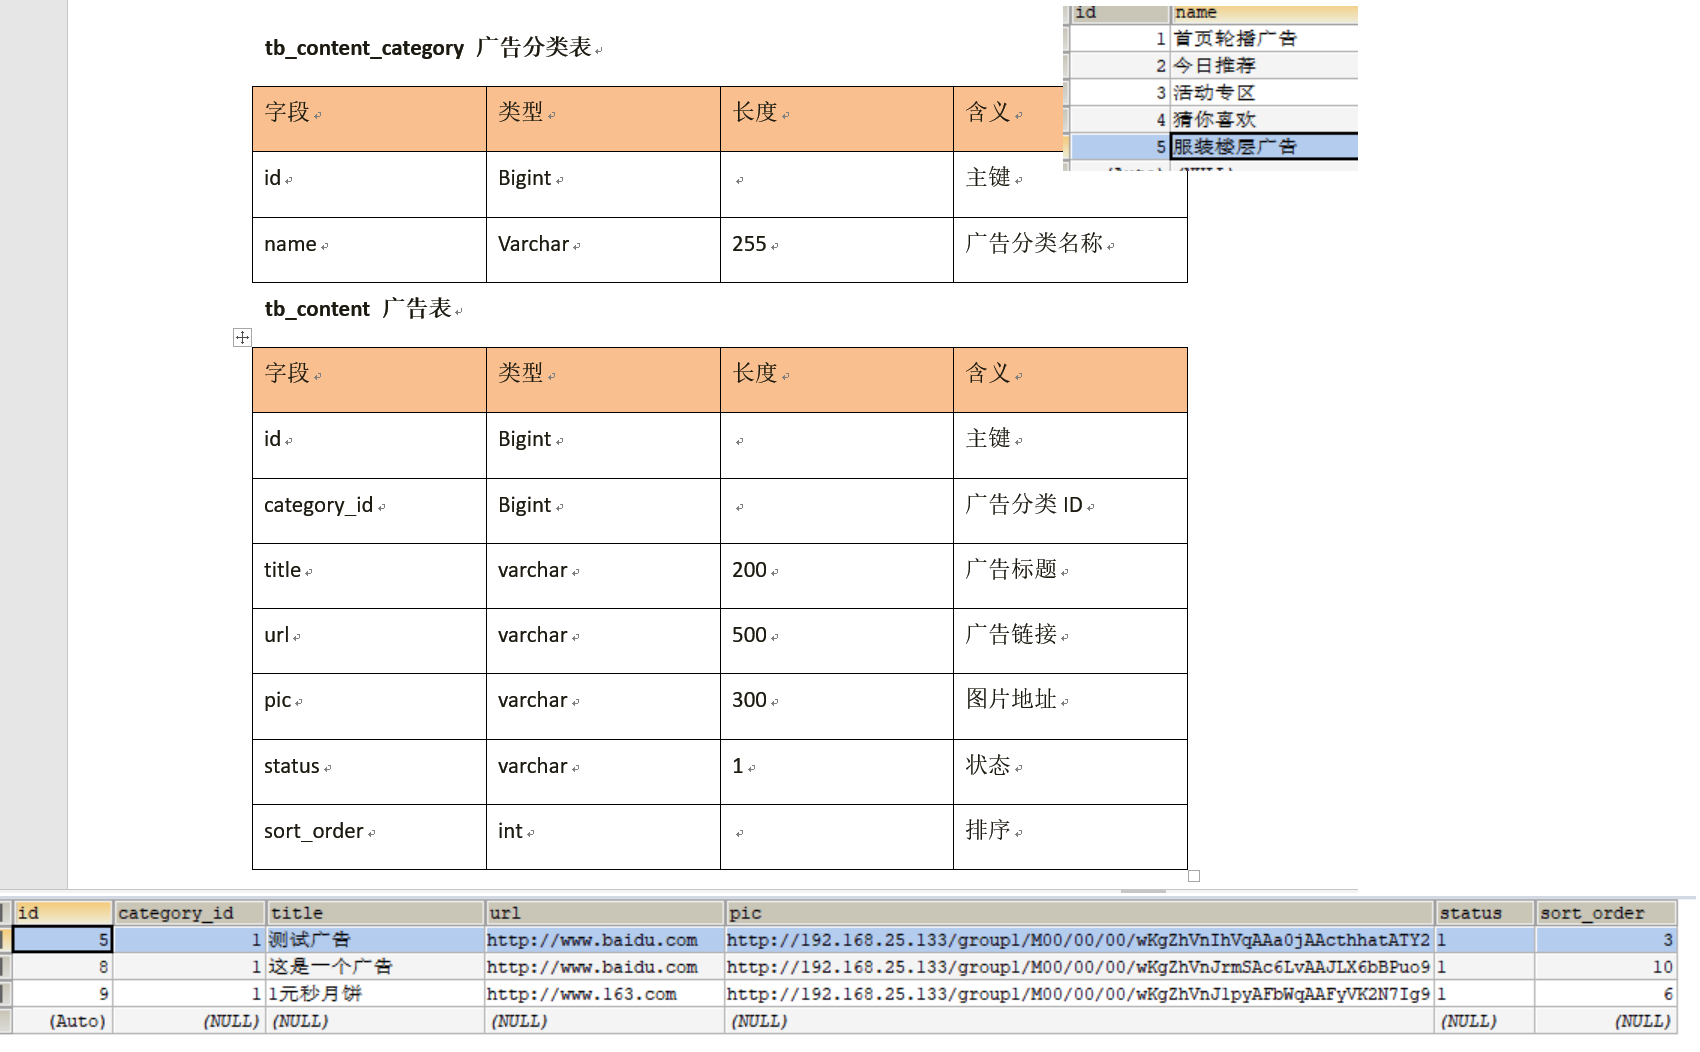 tb_content_category 广告分类表
字段 类型 长度 含义
id Bigint 主键
name Varchar 255 广告分类名称
id name
1 首页轮播广告
2 今日推荐
3 活动专区
4 猜你喜欢
5 服装楼层广告
tb_content 广告表
字段 类型 长度 含义
id Bigint 主键
category_id Bigint 广告分类 ID
title varchar 200 广告标题
url varchar 500 广告链接
pic varchar 300 图片地址
status varchar 1 状态
sort_order int 排序
id category_id title url pic status sort_order
5 1 测试广告 http://www.baidu.com http://192.168.25.133/group1/M00/00/00/wKgZhVnIhVqAAa0jAActhhatATY2 1 3
8 1 这是一个广告 http://www.baidu.com http://192.168.25.133/group1/M00/00/00/wKgZhVnJrmSAc6LvAAJLX6bBPuo9 1 10
9 1 1元秒月饼 http://www.163.com http://192.168.25.133/group1/M00/00/00/wKgZhVnJ1pyAFbWqAAFyVK2N7Ig9 1 6
(Auto) (NULL) (NULL) (NULL) (NULL) (NULL) (NULL)